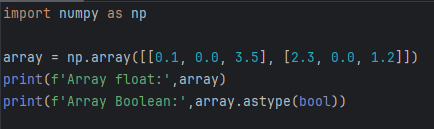 import numpy as np
array = np.array([[0.1, 0.0, 3.5], [2.3, 0.0, 1.2]])
print(f'Array float:',array)
print(f'Array Boolean:',array.astype(bool))